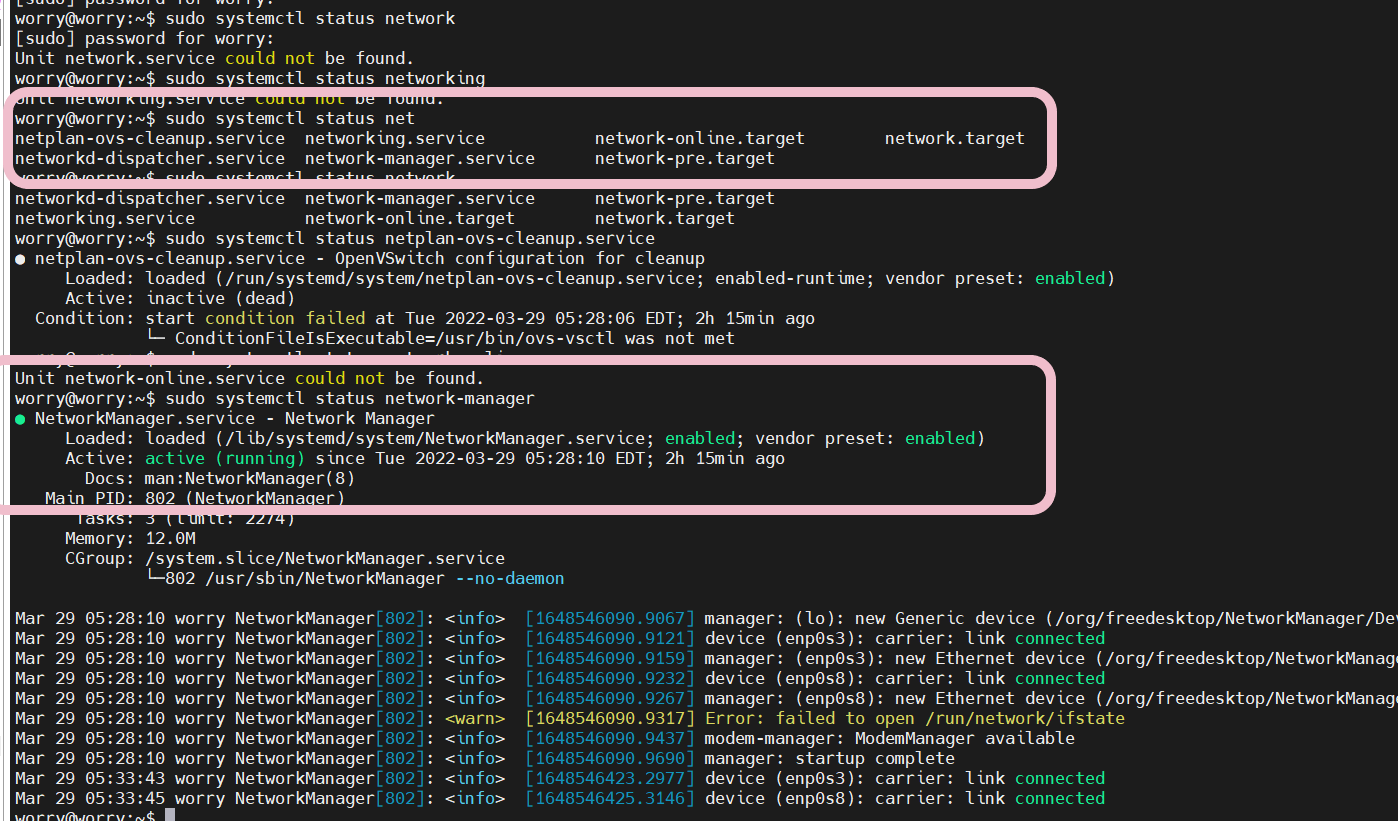 [sudo] password for worry:
worry@worry:~$ sudo systemctl status network
[sudo] password for worry:
Unit network.service could not be found.
worry@worry:~$ sudo systemctl status networking
Unit networking.service could not be found.
worry@worry:~$ sudo systemctl status net
netplan-ovs-cleanup.service  networking.service           network-online.target        network.target
networkd-dispatcher.service  network-manager.service      network-pre.target
worry@worry:~$ sudo systemctl status network
networkd-dispatcher.service  network-manager.service      network-pre.target
networking.service           network-online.target        network.target
worry@worry:~$ sudo systemctl status netplan-ovs-cleanup.service
● netplan-ovs-cleanup.service - OpenVSwitch configuration for cleanup
     Loaded: loaded (/run/systemd/system/netplan-ovs-cleanup.service; enabled-runtime; vendor preset: enabled)
     Active: inactive (dead)
  Condition: start condition failed at Tue 2022-03-29 05:28:06 EDT; 2h 15min ago
             └─ ConditionFileIsExecutable=/usr/bin/ovs-vsctl was not met
Unit network-online.service could not be found.
worry@worry:~$ sudo systemctl status network-manager
● NetworkManager.service - Network Manager
     Loaded: loaded (/lib/systemd/system/NetworkManager.service; enabled; vendor preset: enabled)
     Active: active (running) since Tue 2022-03-29 05:28:10 EDT; 2h 15min ago
       Docs: man:NetworkManager(8)
   Main PID: 802 (NetworkManager)
      Tasks: 3 (limit: 2274)
     Memory: 12.0M
     CGroup: /system.slice/NetworkManager.service
             └─802 /usr/sbin/NetworkManager --no-daemon
Mar 29 05:28:10 worry NetworkManager[802]: <info>  [1648546090.9067] manager: (lo): new Generic device (/org/freedesktop/NetworkManager/Dev
Mar 29 05:28:10 worry NetworkManager[802]: <info>  [1648546090.9121] device (enp0s3): carrier: link connected
Mar 29 05:28:10 worry NetworkManager[802]: <info>  [1648546090.9159] manager: (enp0s3): new Ethernet device (/org/freedesktop/NetworkManage
Mar 29 05:28:10 worry NetworkManager[802]: <info>  [1648546090.9232] device (enp0s8): carrier: link connected
Mar 29 05:28:10 worry NetworkManager[802]: <info>  [1648546090.9267] manager: (enp0s8): new Ethernet device (/org/freedesktop/NetworkManage
Mar 29 05:28:10 worry NetworkManager[802]: <warn>  [1648546090.9317] Error: failed to open /run/network/ifstate
Mar 29 05:28:10 worry NetworkManager[802]: <info>  [1648546090.9437] modem-manager: ModemManager available
Mar 29 05:28:10 worry NetworkManager[802]: <info>  [1648546090.9690] manager: startup complete
Mar 29 05:33:43 worry NetworkManager[802]: <info>  [1648546423.2977] device (enp0s3): carrier: link connected
Mar 29 05:33:45 worry NetworkManager[802]: <info>  [1648546425.3146] device (enp0s8): carrier: link connected
worry@worry:~$